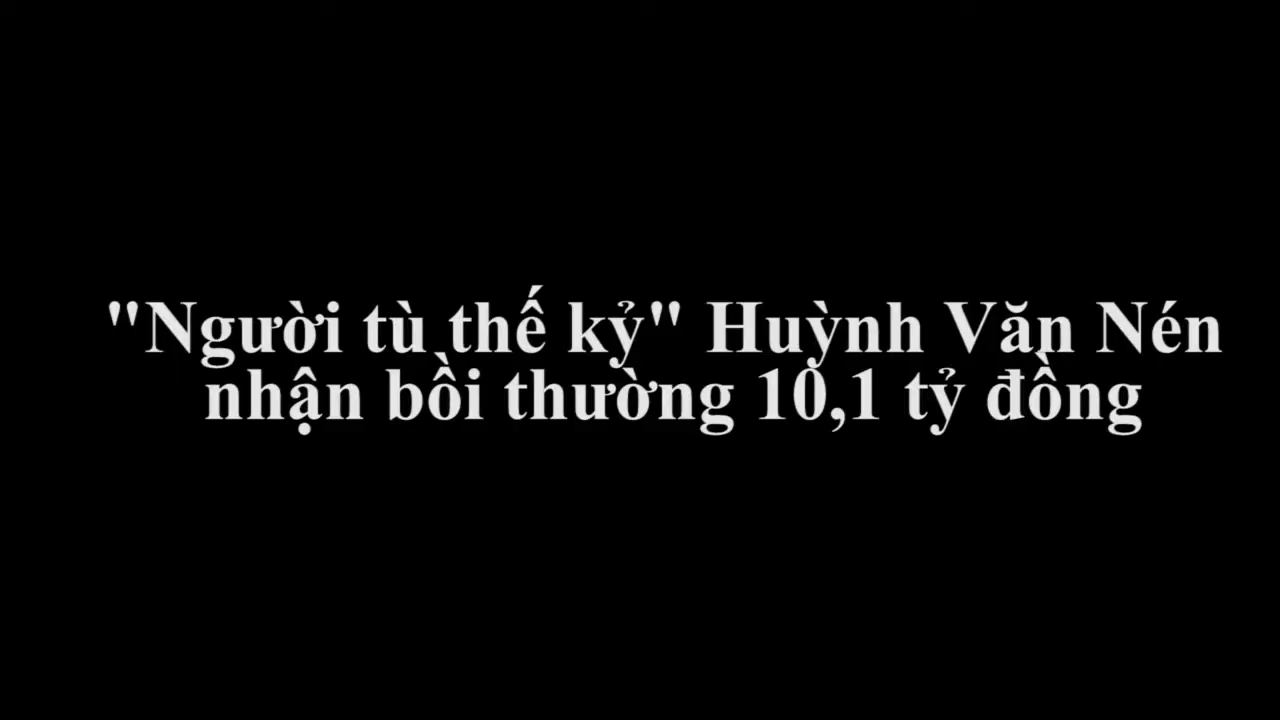 "Người tù thế kỷ" Huỳnh Văn Nén
nhận bồi thường 10,1 tỷ đồng